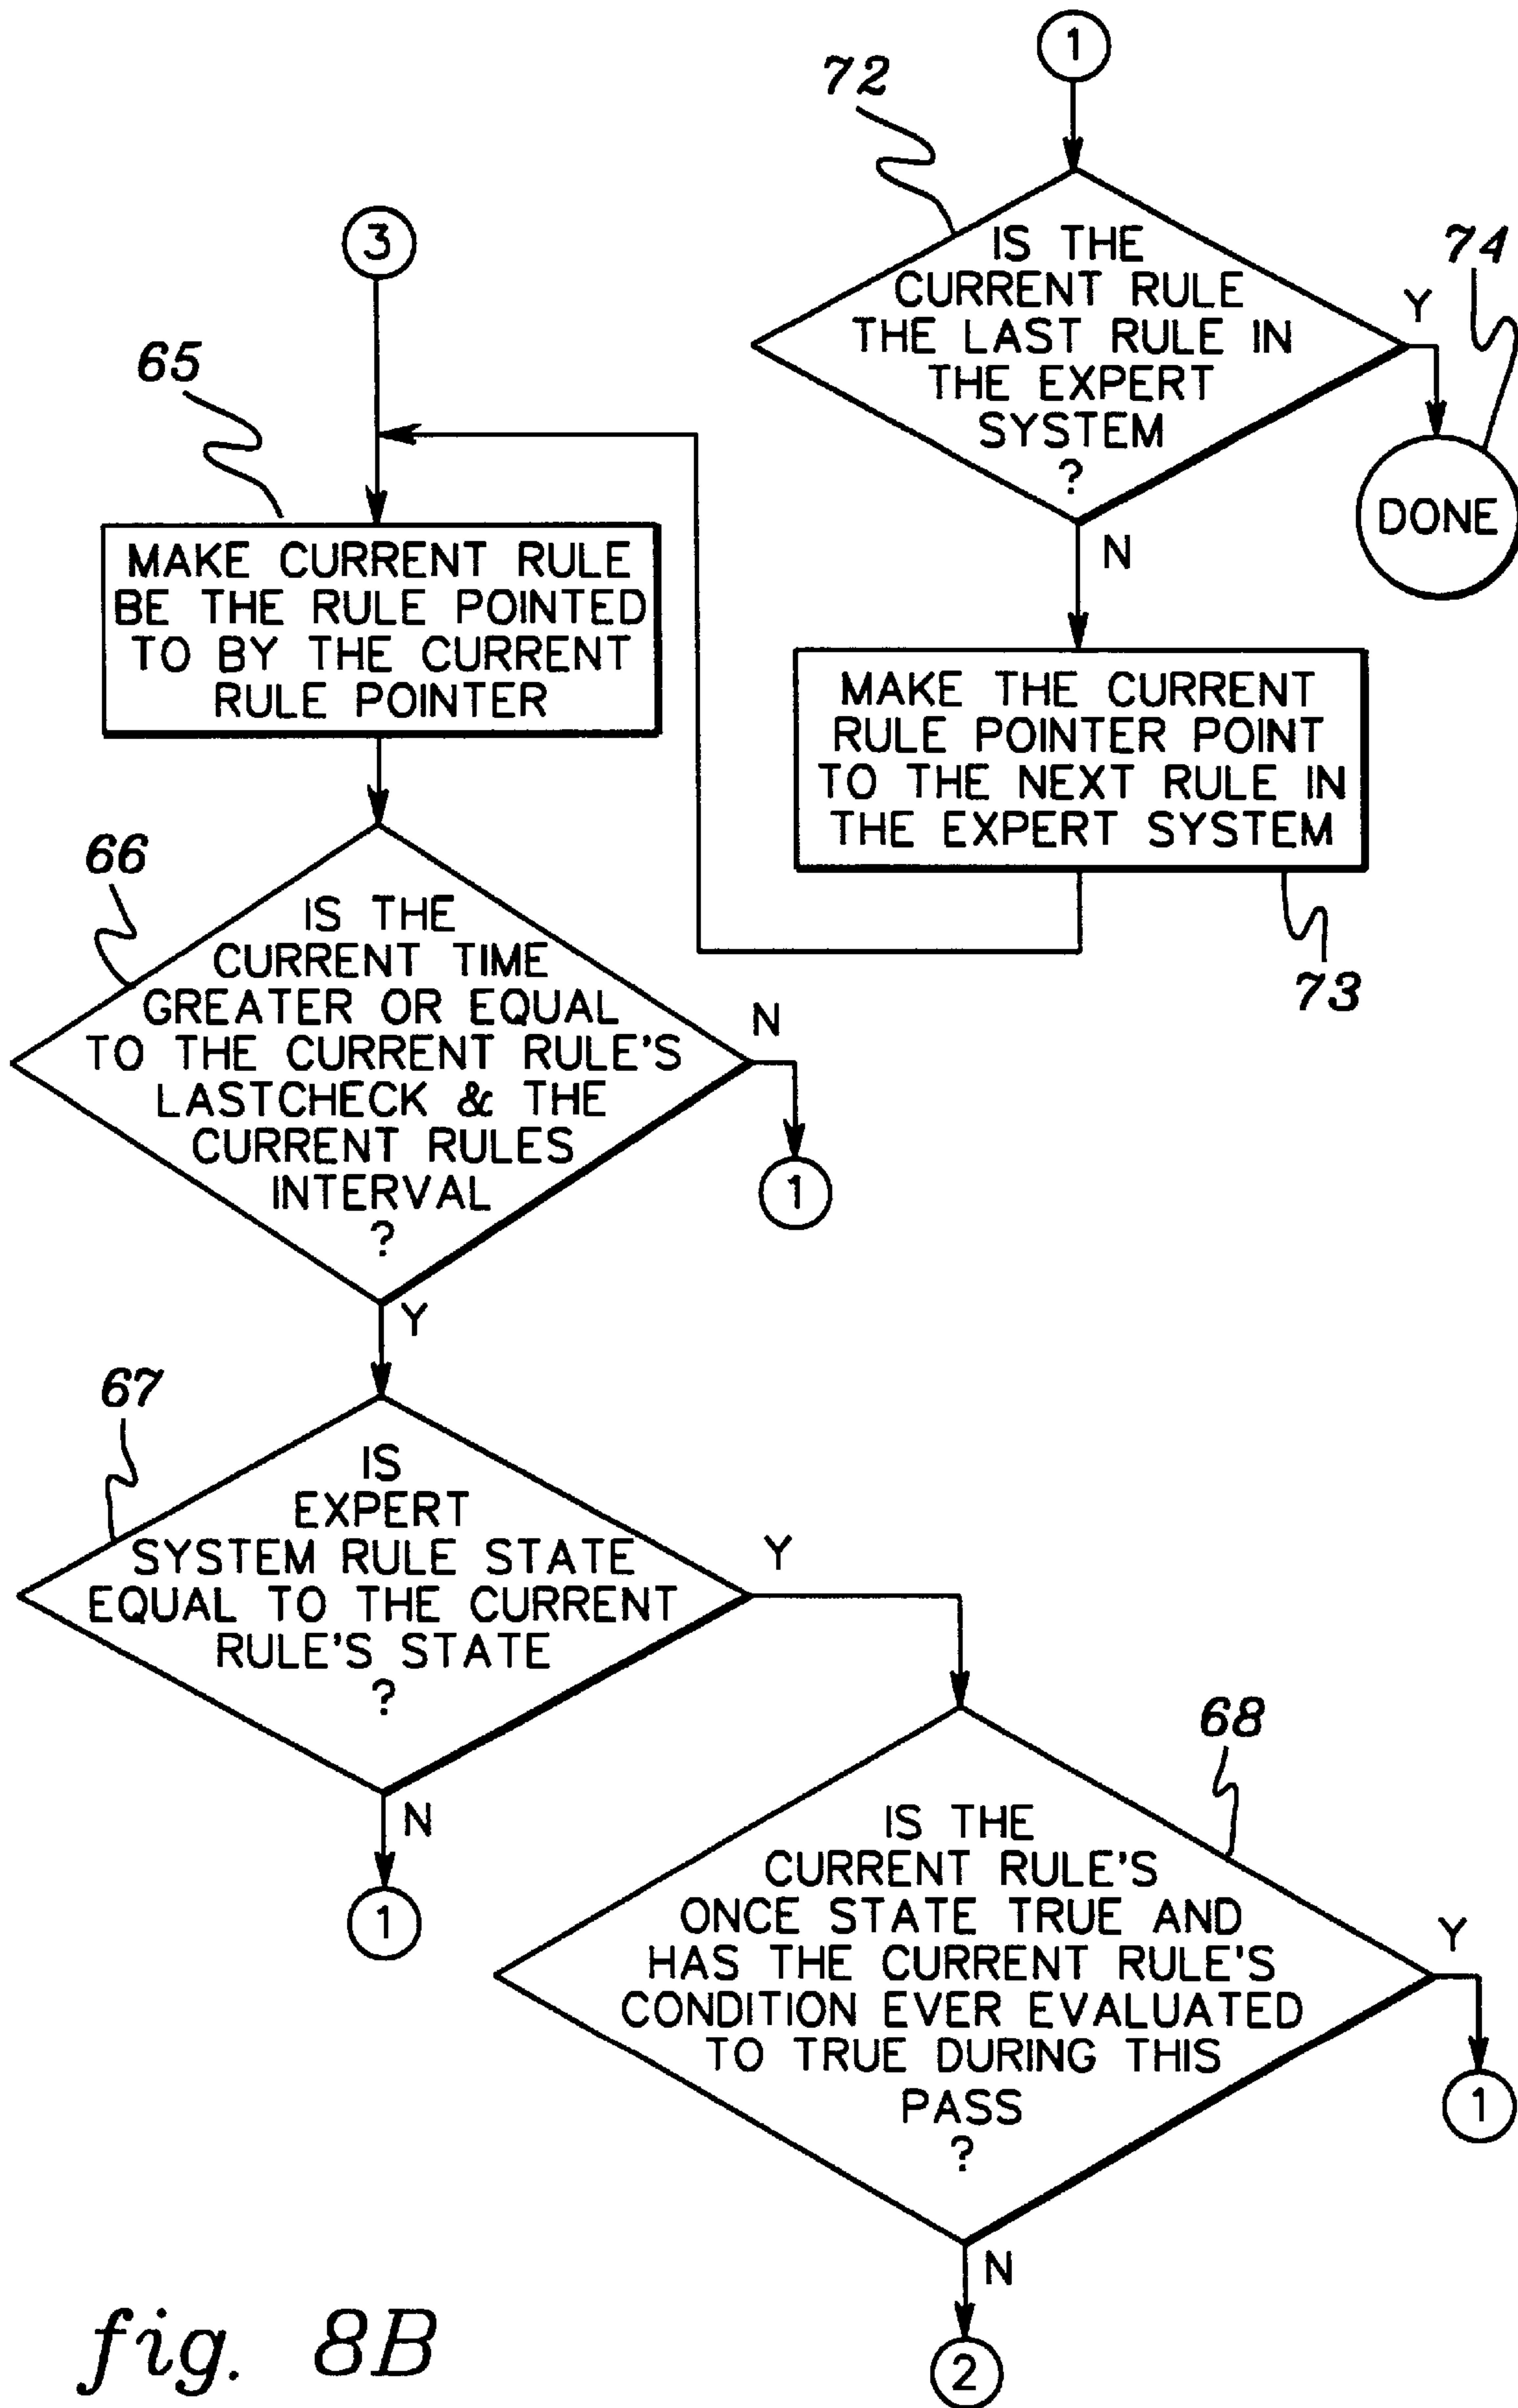 1
72
IS THE
CURRENT RULE
THE LAST RULE IN
THE EXPERT
SYSTEM
?
Y
74
DONE
N
MAKE THE CURRENT
RULE POINTER POINT
TO THE NEXT RULE IN
THE EXPERT SYSTEM
73
3
65
MAKE CURRENT RULE
BE THE RULE POINTED
TO BY THE CURRENT
RULE POINTER
66
IS THE
CURRENT TIME
GREATER OR EQUAL
TO THE CURRENT RULE'S
LASTCHECK & THE
CURRENT RULES
INTERVAL
?
N
1
Y
67
IS
EXPERT
SYSTEM RULE STATE
EQUAL TO THE CURRENT
RULE'S STATE
?
Y
N
1
68
IS THE
CURRENT RULE'S
ONCE STATE TRUE AND
HAS THE CURRENT RULE'S
CONDITION EVER EVALUATED
TO TRUE DURING THIS
PASS
?
Y
1
N
2
fig. 8B